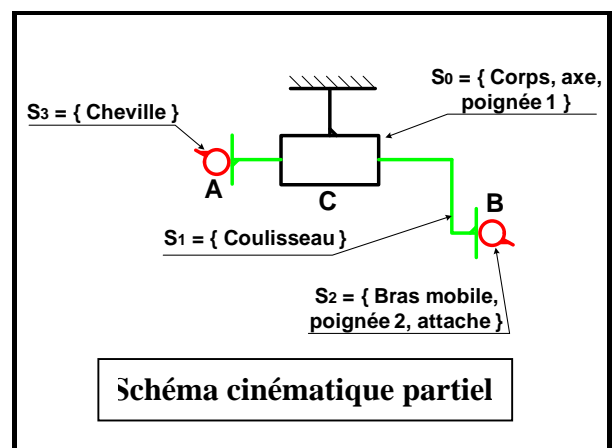 S0 = { Corps, axe,
poignée 1 }
S3 = { Cheville }
A
C
B
S1 = { Coulisseau }
S2 = { Bras mobile,
poignée 2, attache }
Schéma cinématique partiel